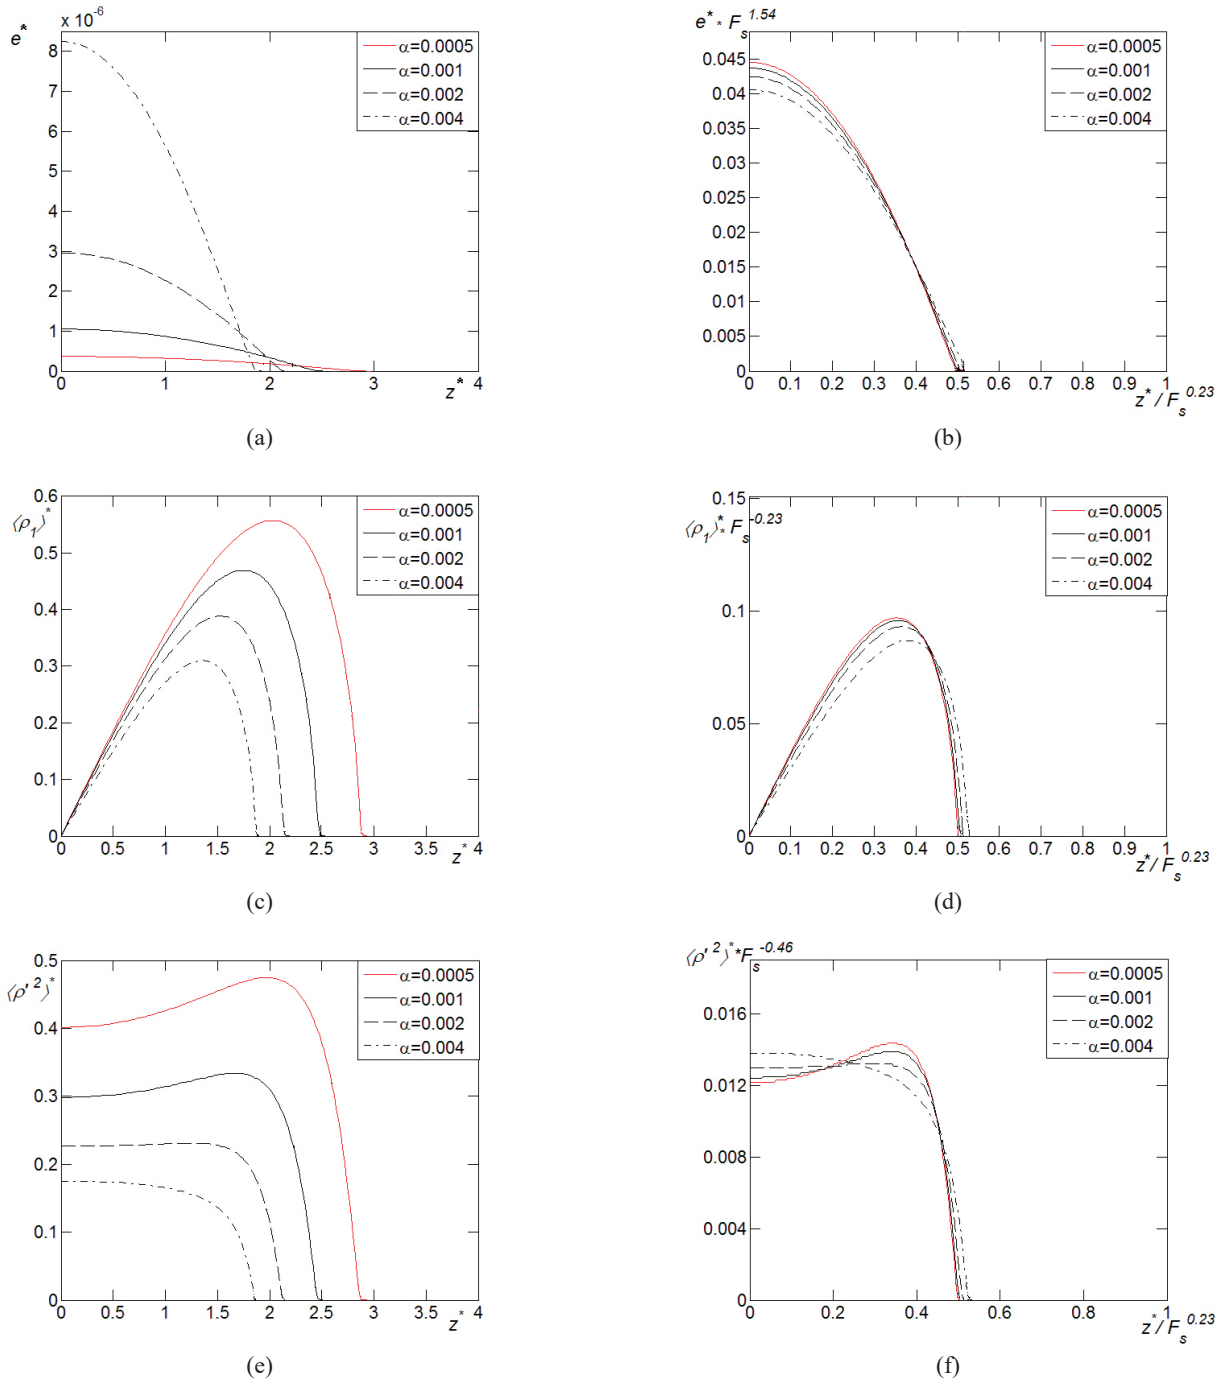 x 10⁻⁶
e*
8
7
6
5
4
3
2
1
0
0 1 2 3 4
z*
α=0.0005
α=0.001
α=0.002
α=0.004
(a)
e* * F_s^1.54
0.045
0.04
0.035
0.03
0.025
0.02
0.015
0.01
0.005
0
0 0.1 0.2 0.3 0.4 0.5 0.6 0.7 0.8 0.9 1
z* / F_s^0.23
α=0.0005
α=0.001
α=0.002
α=0.004
(b)
0.6
⟨ρ₁⟩*
0.5
0.4
0.3
0.2
0.1
0
0 0.5 1 1.5 2 2.5 3 3.5 4
z*
α=0.0005
α=0.001
α=0.002
α=0.004
(c)
0.15
⟨ρ₁⟩* * F_s^-0.23
0.1
0.05
0
0 0.1 0.2 0.3 0.4 0.5 0.6 0.7 0.8 0.9 1
z* / F_s^0.23
α=0.0005
α=0.001
α=0.002
α=0.004
(d)
0.5
⟨ρ'²⟩*
0.4
0.3
0.2
0.1
0
0 0.5 1 1.5 2 2.5 3 3.5 4
z*
α=0.0005
α=0.001
α=0.002
α=0.004
(e)
⟨ρ'²⟩* * F_s^-0.46
0.016
0.012
0.008
0.004
0
0 0.2 0.4 0.6 0.8 1
z* / F_s^0.23
α=0.0005
α=0.001
α=0.002
α=0.004
(f)